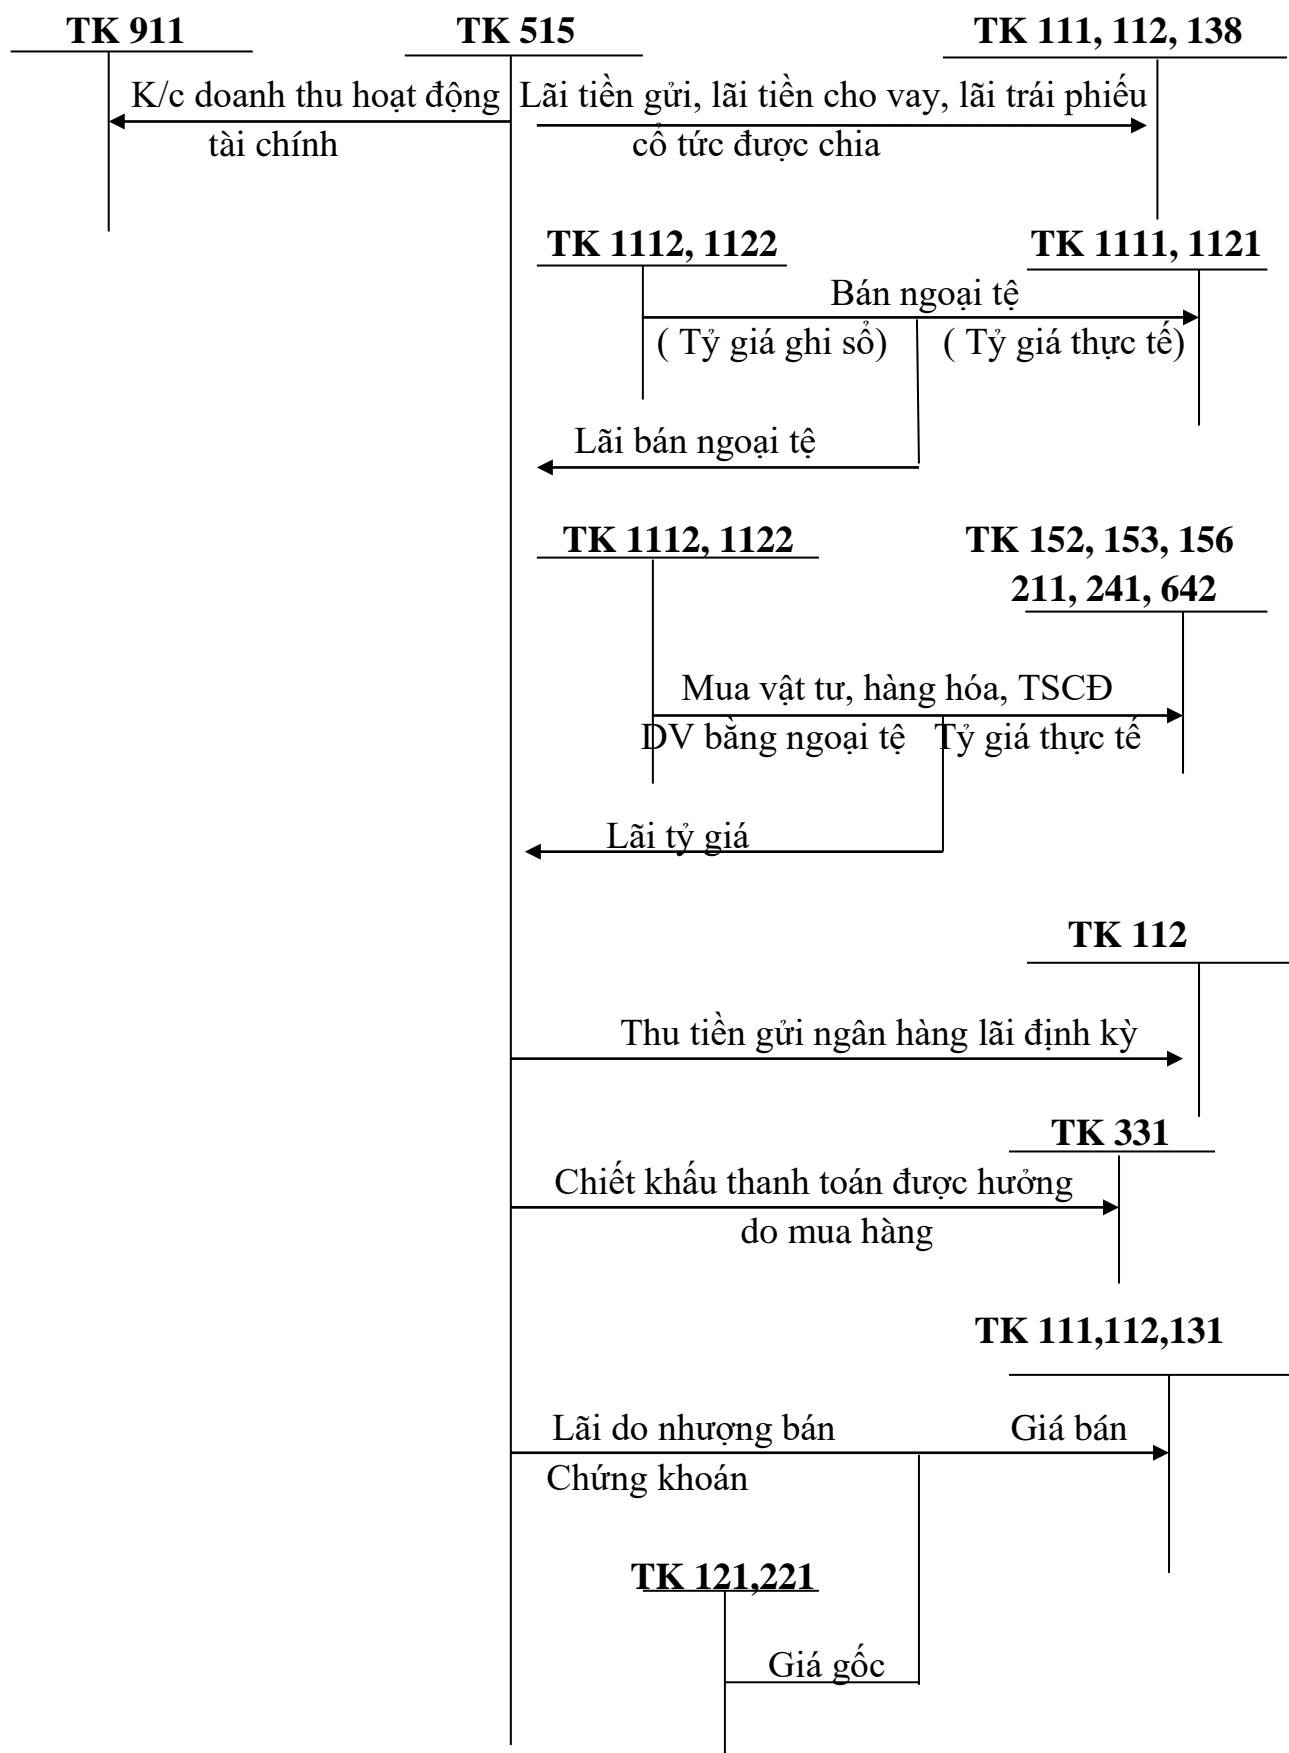 TK 911 TK 515 TK 111, 112, 138
K/c doanh thu hoạt động Lãi tiền gửi, lãi tiền cho vay, lãi trái phiếu
tài chính cổ tức được chia
TK 1112, 1122 TK 1111, 1121
Bán ngoại tệ
( Tỷ giá ghi sổ) ( Tỷ giá thực tế)
Lãi bán ngoại tệ
TK 1112, 1122 TK 152, 153, 156
211, 241, 642
Mua vật tư, hàng hóa, TSCĐ
DV bằng ngoại tệ Tỷ giá thực tế
Lãi tỷ giá
TK 112
Thu tiền gửi ngân hàng lãi định kỳ
TK 331
Chiết khấu thanh toán được hưởng
do mua hàng
TK 111,112,131
Lãi do nhượng bán Giá bán
Chứng khoán
TK 121,221
Giá gốc